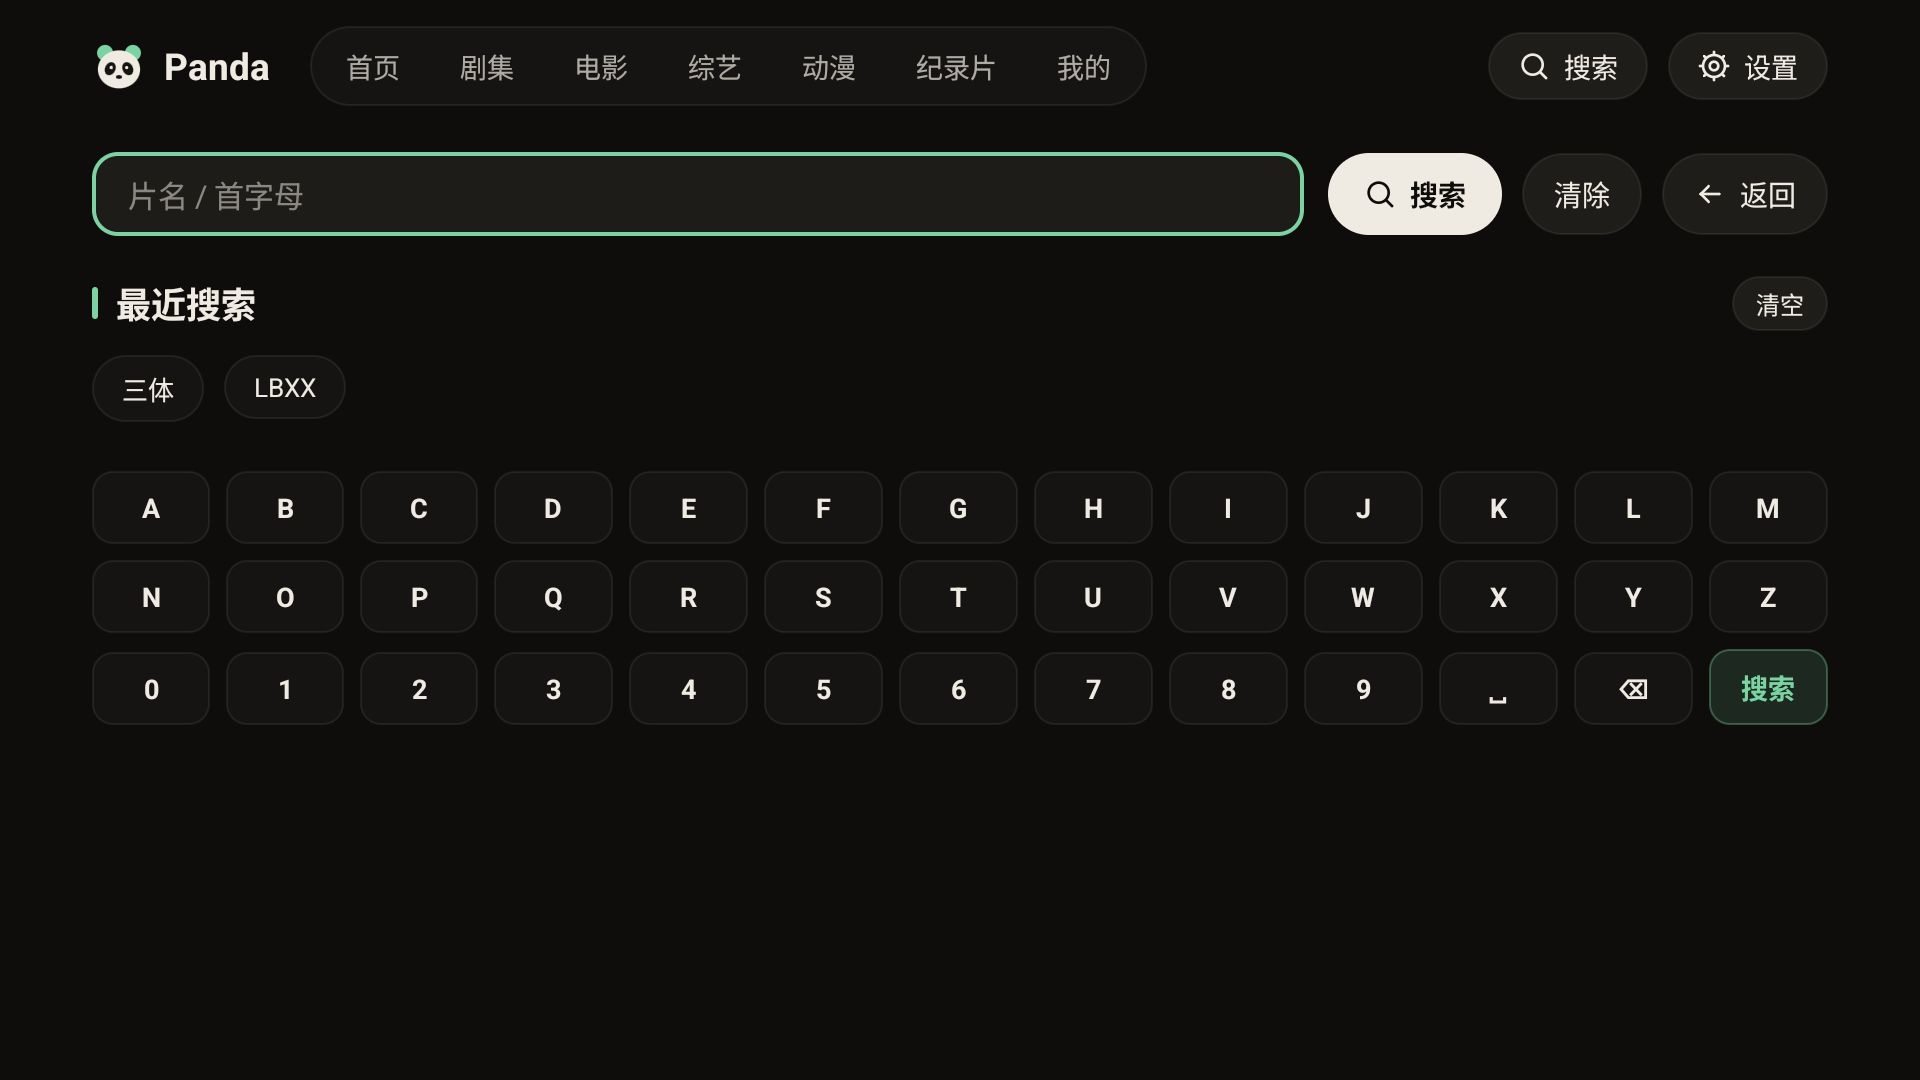 Panda 首页 剧集 电影 综艺 动漫 纪录片 我的 搜索 设置
片名 / 首字母 搜索 清除 返回
最近搜索 清空
三体 LBXX
A B C D E F G H I J K L M
N O P Q R S T U V W X Y Z
0 1 2 3 4 5 6 7 8 9 ␣ ⌫ 搜索